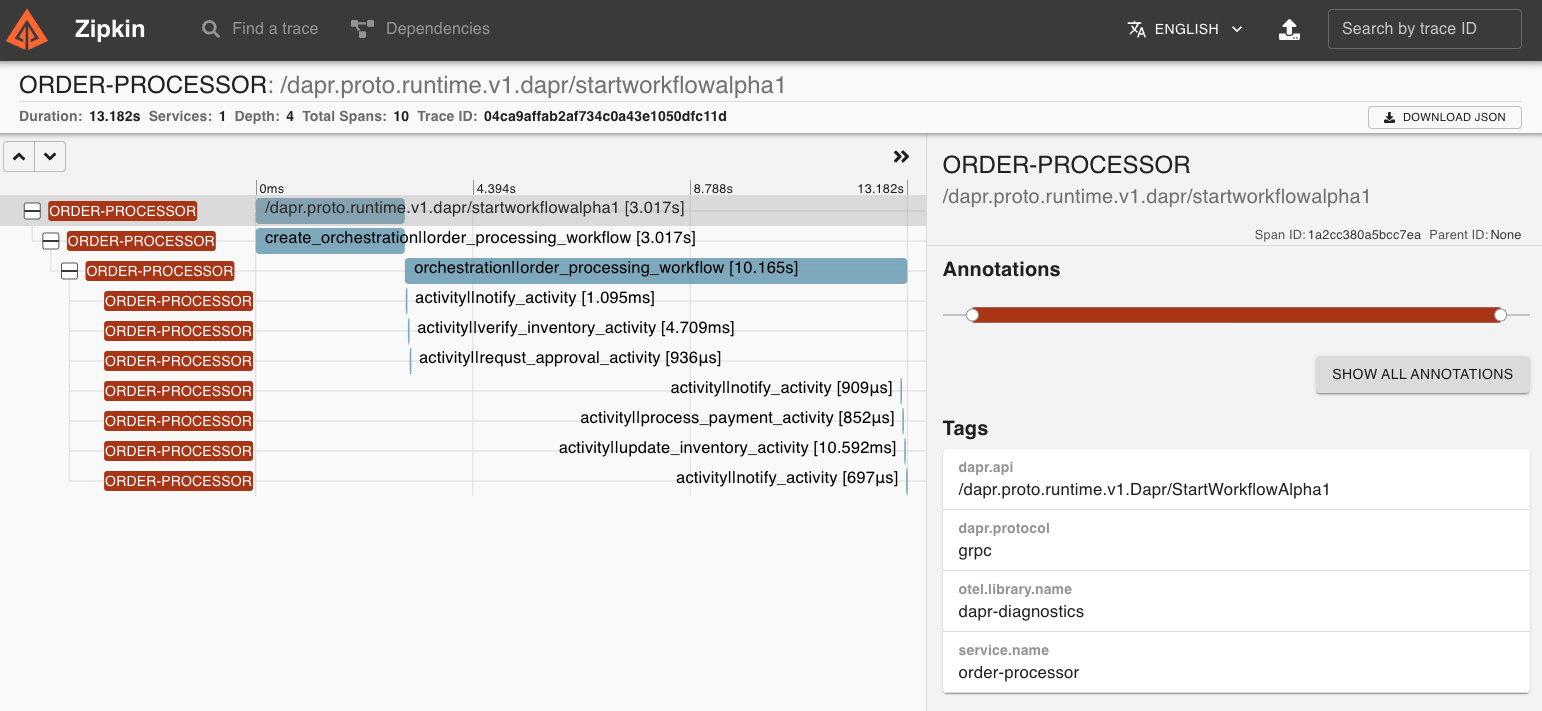 Zipkin Find a trace Dependencies ENGLISH Search by trace ID
ORDER-PROCESSOR: /dapr.proto.runtime.v1.dapr/startworkflowalpha1
Duration: 13.182s Services: 1 Depth: 4 Total Spans: 10 Trace ID: 04ca9affab2af734c0a43e1050dfc11d
DOWNLOAD JSON
0ms 4.394s 8.788s 13.182s
ORDER-PROCESSOR /dapr.proto.runtime.v1.dapr/startworkflowalpha1 [3.017s]
ORDER-PROCESSOR create_orchestration||order_processing_workflow [3.017s]
ORDER-PROCESSOR orchestration||order_processing_workflow [10.165s]
ORDER-PROCESSOR activity||notify_activity [1.095ms]
ORDER-PROCESSOR activity||verify_inventory_activity [4.709ms]
ORDER-PROCESSOR activity||requst_approval_activity [936μs]
ORDER-PROCESSOR activity||notify_activity [909μs]
ORDER-PROCESSOR activity||process_payment_activity [852μs]
ORDER-PROCESSOR activity||update_inventory_activity [10.592ms]
ORDER-PROCESSOR activity||notify_activity [697μs]
ORDER-PROCESSOR
/dapr.proto.runtime.v1.dapr/startworkflowalpha1
Span ID: 1a2cc380a5bcc7ea Parent ID: None
Annotations
SHOW ALL ANNOTATIONS
Tags
dapr.api
/dapr.proto.runtime.v1.Dapr/StartWorkflowAlpha1
dapr.protocol
grpc
otel.library.name
dapr-diagnostics
service.name
order-processor